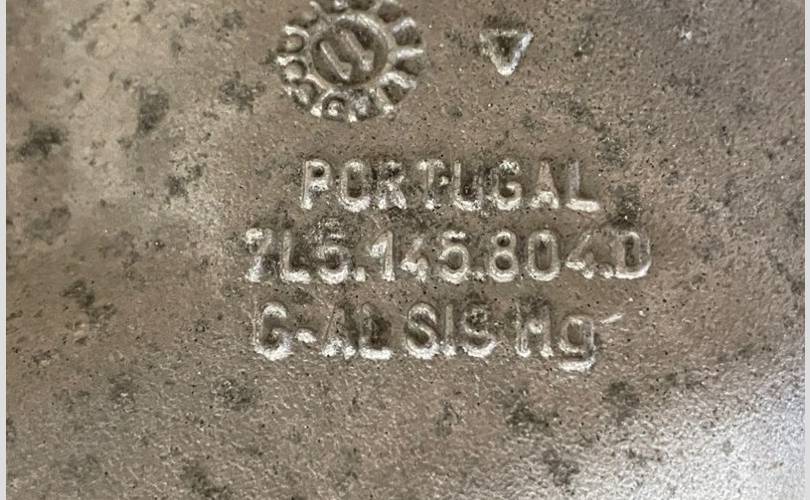 PORTUGAL
7L5.145.804.D
G-AL SI9 Mg